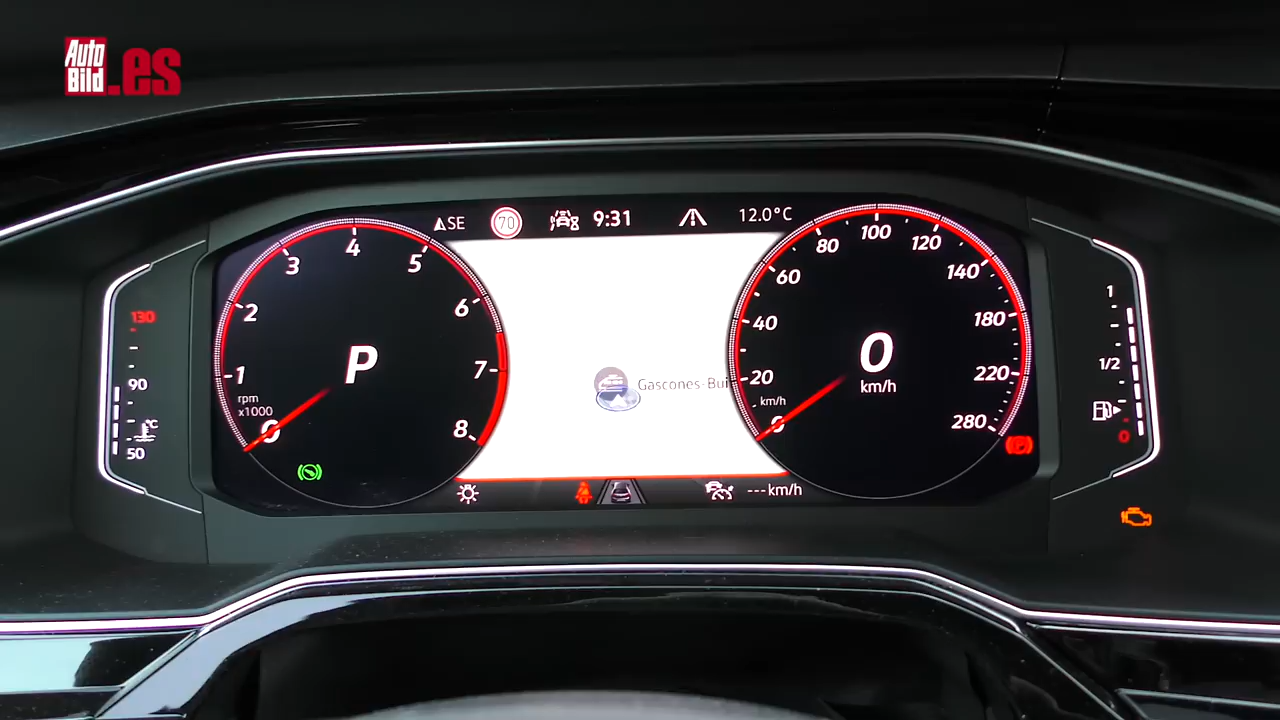 Auto
Bild
.es
SE
70
9:31
12.0°C
130
90
°C
50
0
1
2
3
4
5
6
7
8
rpm
x1000
P
Gascones-Bui
0
20
40
60
80
100
120
140
180
220
280
km/h
0
km/h
--- km/h
1
1/2
0